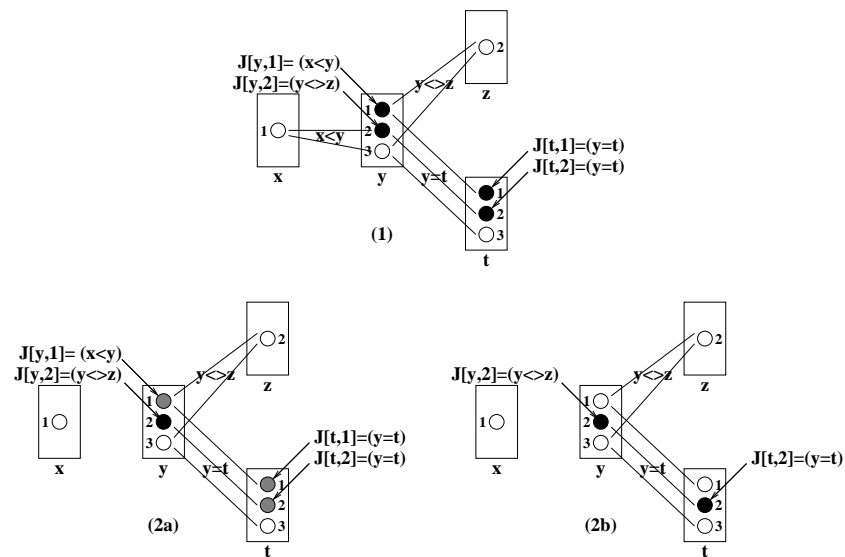 J[y,1]= (x<y)
J[y,2]=(y<>z)
2
y<>z
z
1
2
3
1
x<y
x
y
y=t
J[t,1]=(y=t)
J[t,2]=(y=t)
1
2
3
t
(1)
J[y,1]= (x<y)
J[y,2]=(y<>z)
2
y<>z
z
1
2
3
1
x
y
y=t
J[t,1]=(y=t)
J[t,2]=(y=t)
1
2
3
t
(2a)
J[y,2]=(y<>z)
2
y<>z
z
1
2
3
1
x
y
y=t
J[t,2]=(y=t)
1
2
3
t
(2b)